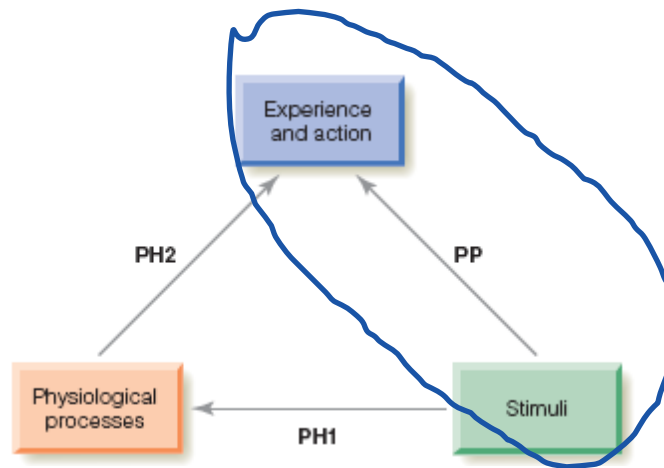 Experience
and action
PH2
PP
Physiological
processes
Stimuli
PH1